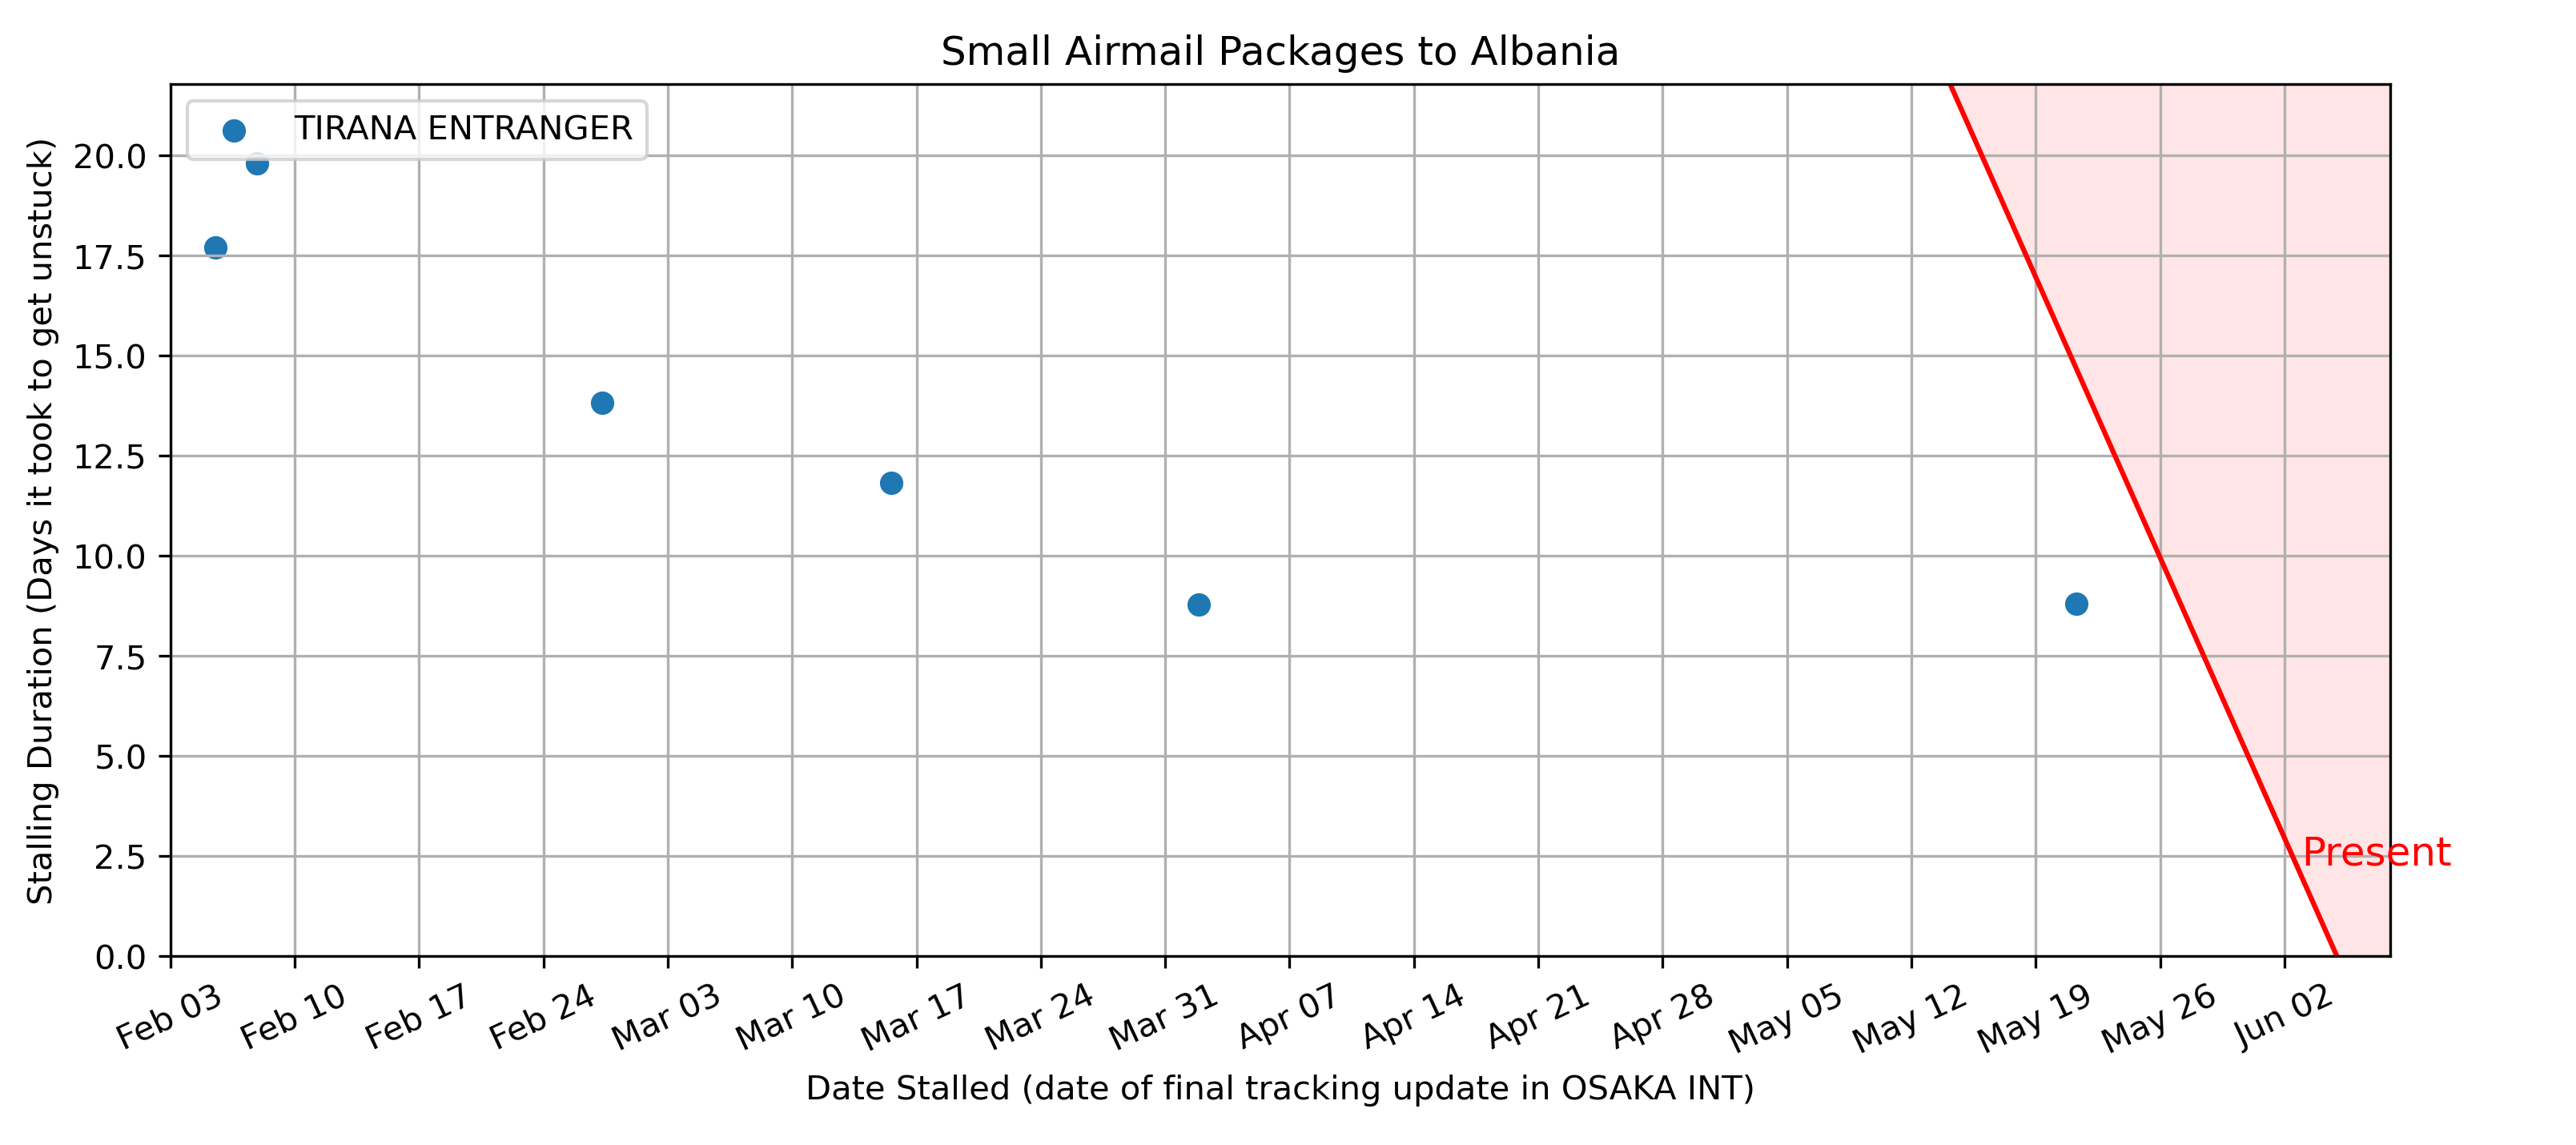 Small Airmail Packages to Albania
TIRANA ENTRANGER
Stalling Duration (Days it took to get unstuck)
20.0
17.5
15.0
12.5
10.0
7.5
5.0
2.5
0.0
Present
Feb 03
Feb 10
Feb 17
Feb 24
Mar 03
Mar 10
Mar 17
Mar 24
Mar 31
Apr 07
Apr 14
Apr 21
Apr 28
May 05
May 12
May 19
May 26
Jun 02
Date Stalled (date of final tracking update in OSAKA INT)